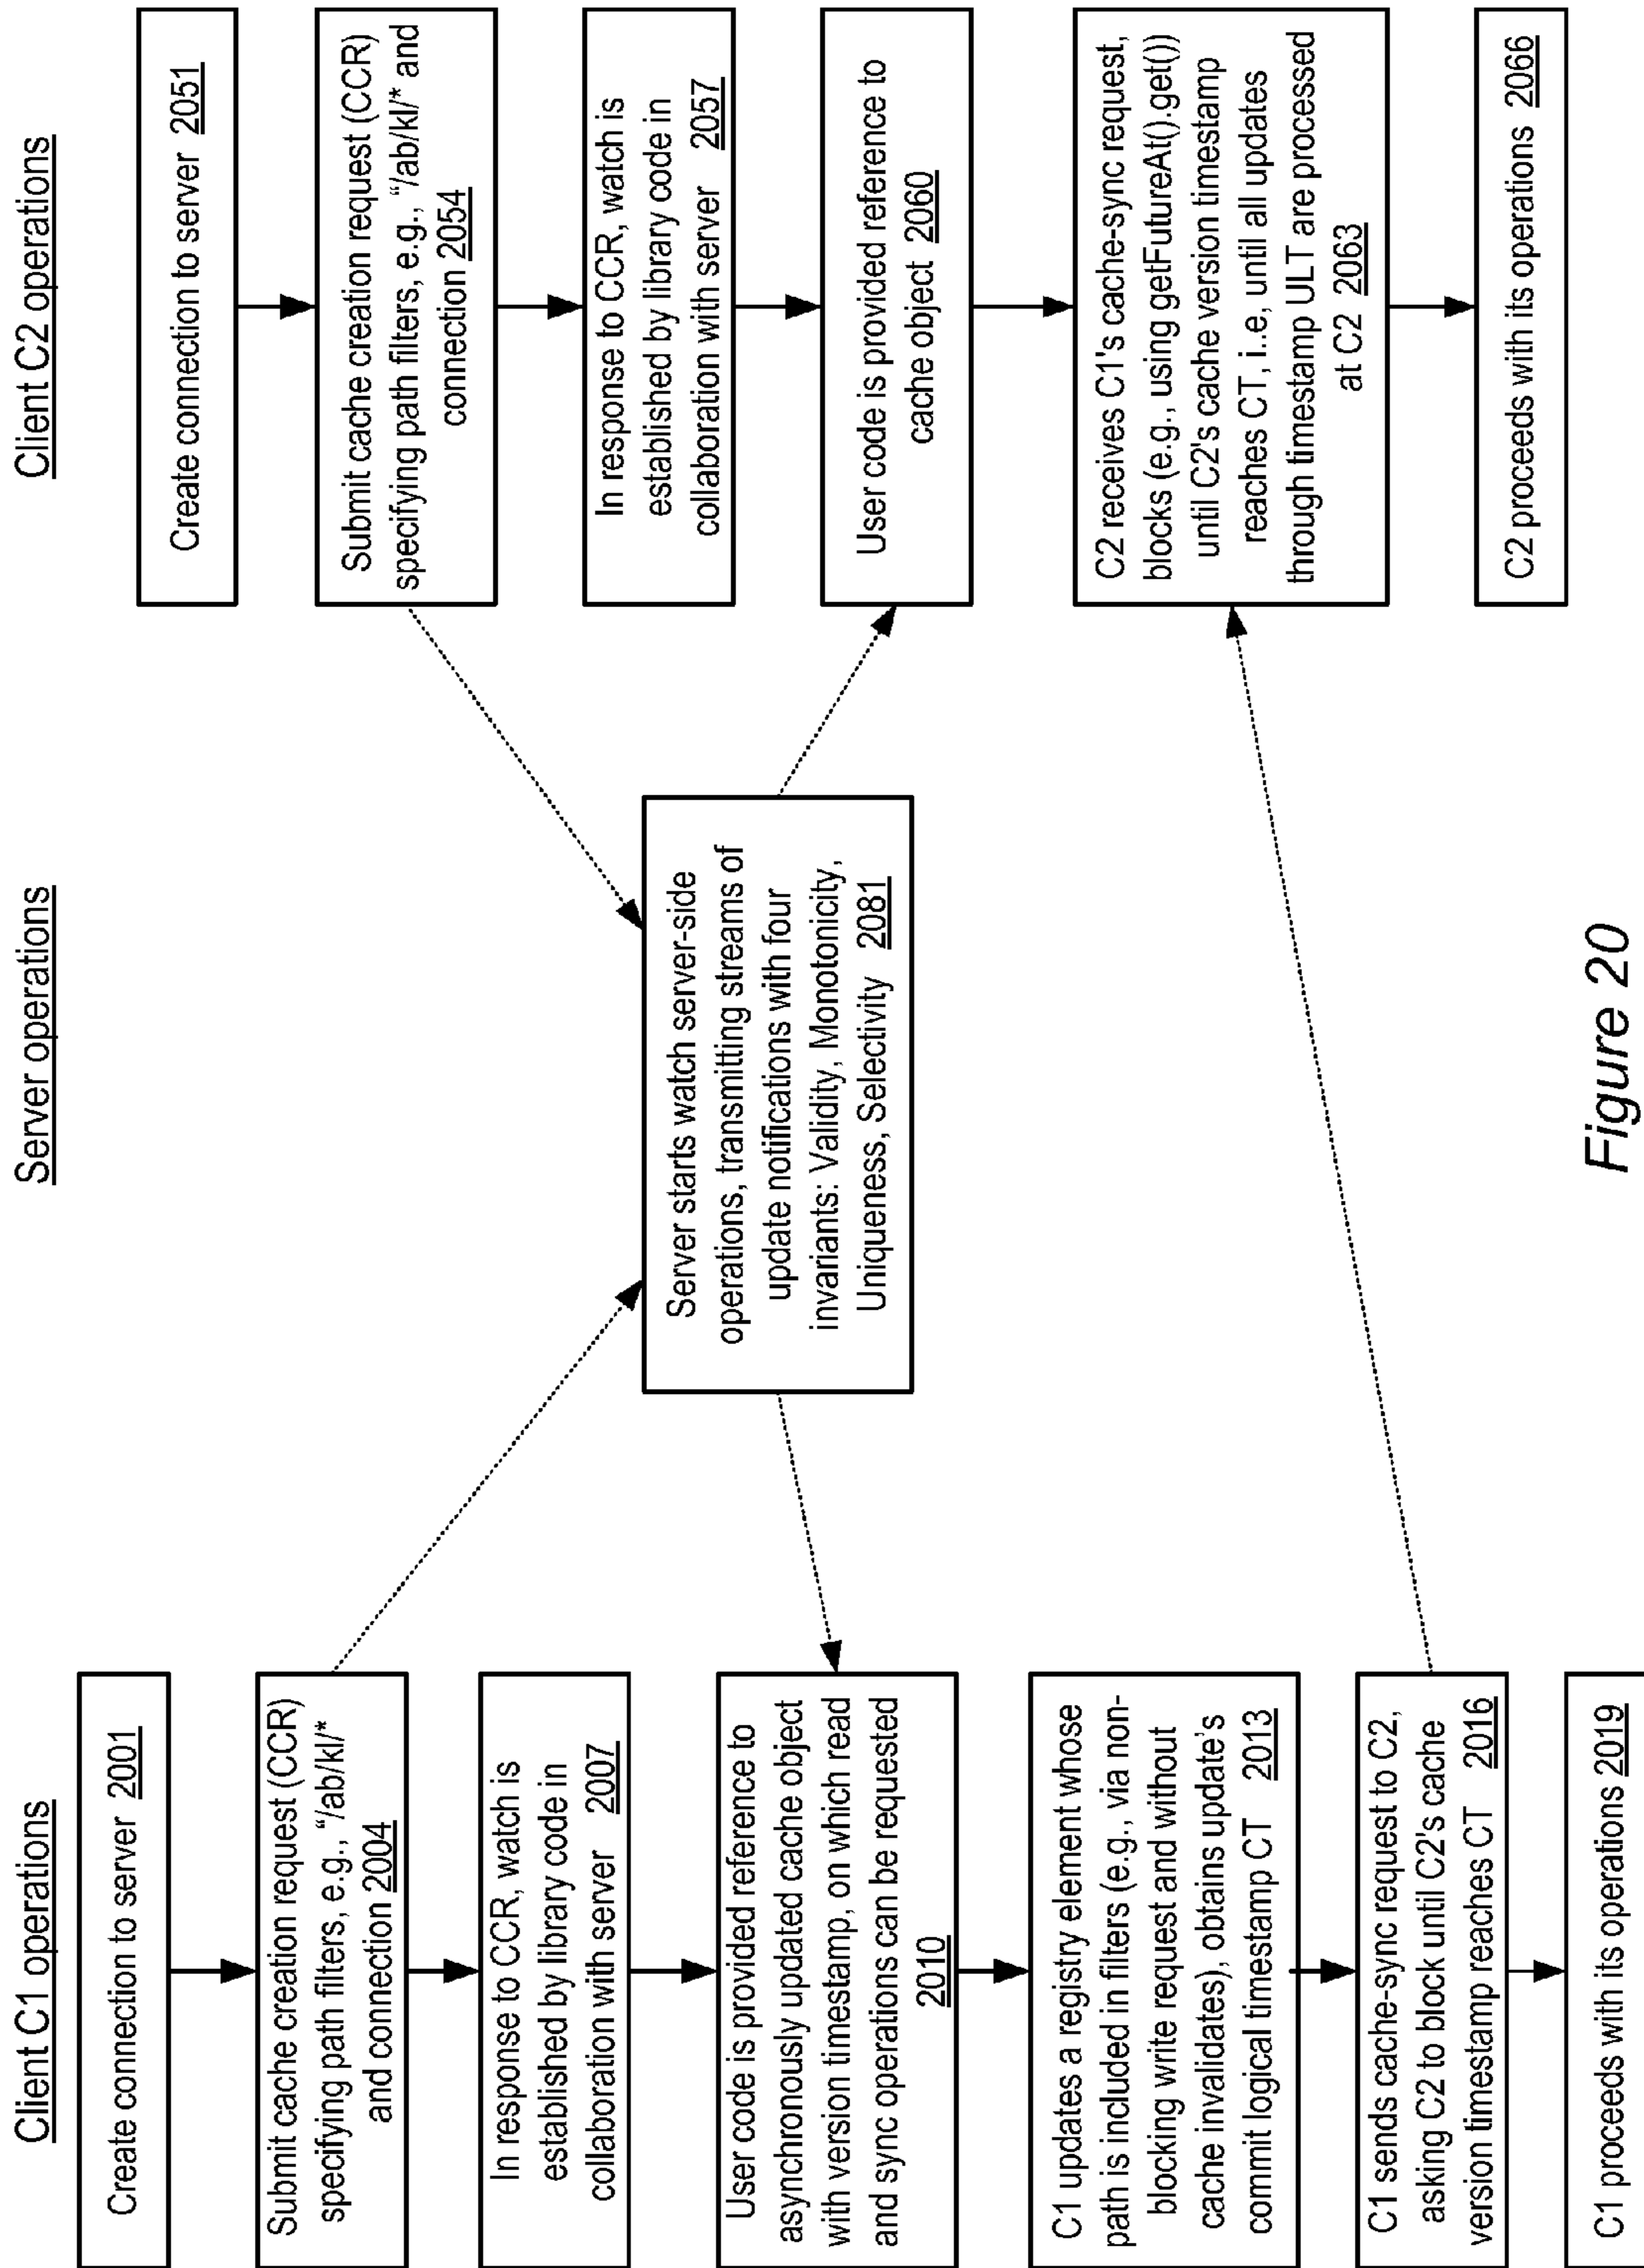 Client C1 operations
Create connection to server 2001
Submit cache creation request (CCR)
specifying path filters, e.g., “/ab/kl/*
and connection 2004
In response to CCR, watch is
established by library code in
collaboration with server 2007
User code is provided reference to
asynchronously updated cache object
with version timestamp, on which read
and sync operations can be requested
2010
C1 updates a registry element whose
path is included in filters (e.g., via non-
blocking write request and without
cache invalidates), obtains update's
commit logical timestamp CT 2013
C1 sends cache-sync request to C2,
asking C2 to block until C2's cache
version timestamp reaches CT 2016
C1 proceeds with its operations 2019
Server operations
Server starts watch server-side
operations, transmitting streams of
update notifications with four
invariants: Validity, Monotonicity,
Uniqueness, Selectivity 2081
Client C2 operations
Create connection to server 2051
Submit cache creation request (CCR)
specifying path filters, e.g., “/ab/kl/* and
connection 2054
In response to CCR, watch is
established by library code in
collaboration with server 2057
User code is provided reference to
cache object 2060
C2 receives C1's cache-sync request,
blocks (e.g., using getFutureAt().get())
until C2's cache version timestamp
reaches CT, i..e, until all updates
through timestamp ULT are processed
at C2 2063
C2 proceeds with its operations 2066
Figure 20